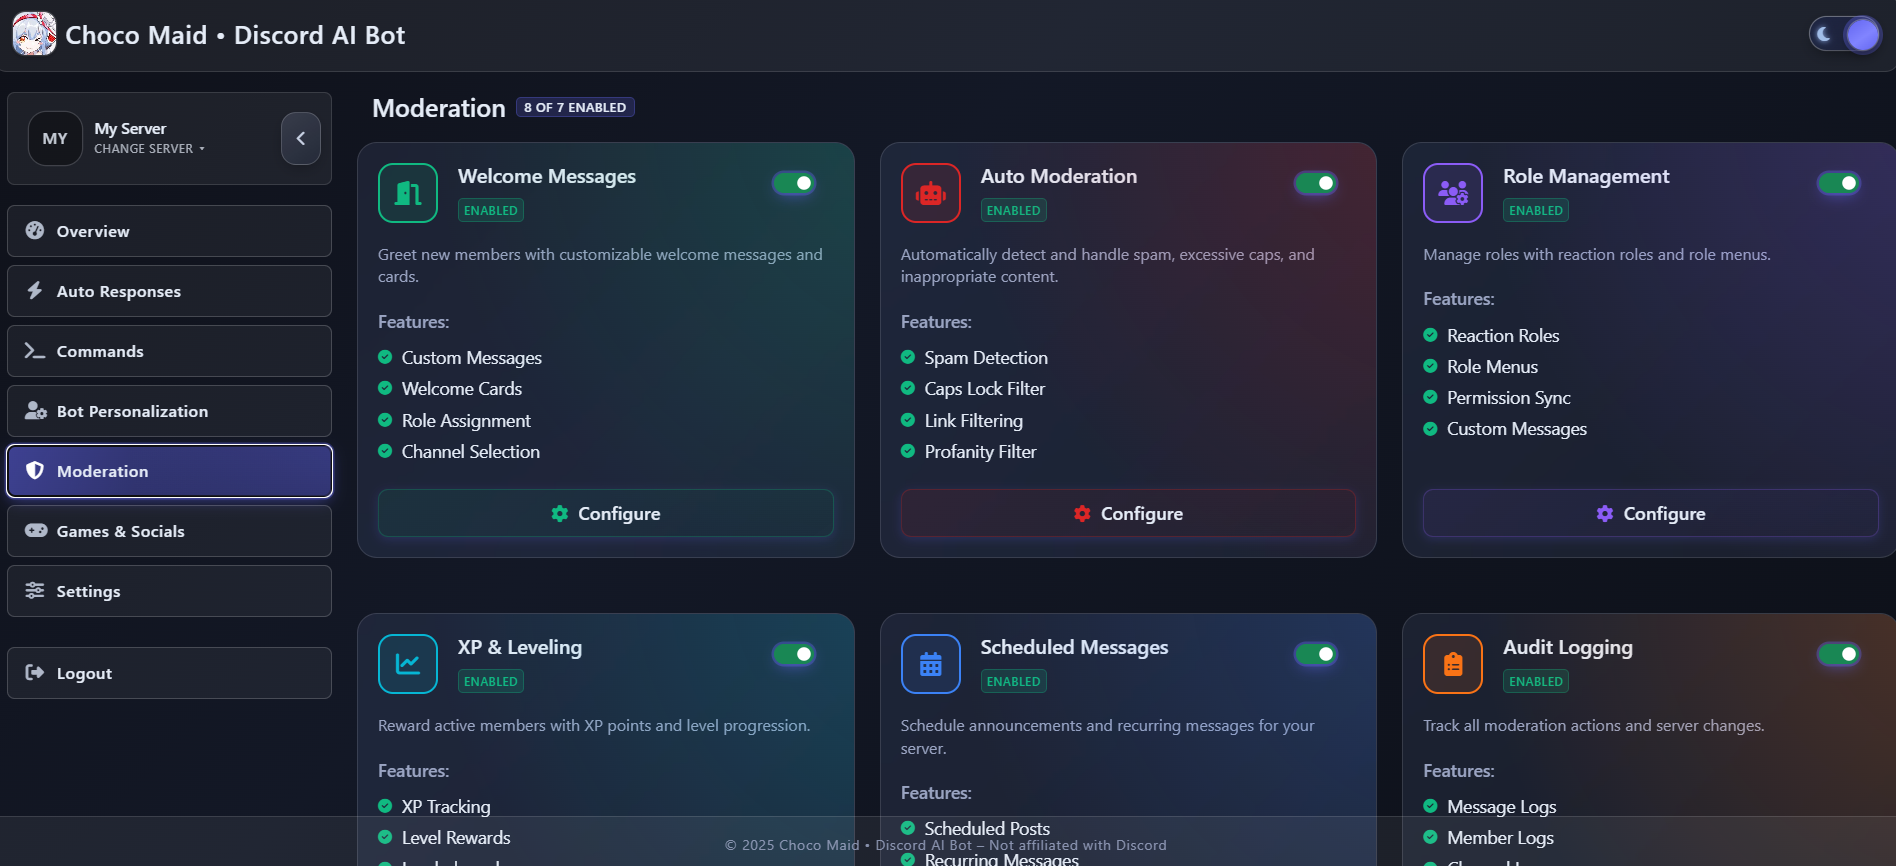 Choco Maid • Discord AI Bot
MY
My Server
CHANGE SERVER
Overview
Auto Responses
Commands
Bot Personalization
Moderation
Games & Socials
Settings
Logout
Moderation
8 OF 7 ENABLED
Welcome Messages
ENABLED
Greet new members with customizable welcome messages and
cards.
Features:
Custom Messages
Welcome Cards
Role Assignment
Channel Selection
Configure
Auto Moderation
ENABLED
Automatically detect and handle spam, excessive caps, and
inappropriate content.
Features:
Spam Detection
Caps Lock Filter
Link Filtering
Profanity Filter
Configure
Role Management
ENABLED
Manage roles with reaction roles and role menus.
Features:
Reaction Roles
Role Menus
Permission Sync
Custom Messages
Configure
XP & Leveling
ENABLED
Reward active members with XP points and level progression.
Features:
XP Tracking
Level Rewards
Scheduled Messages
ENABLED
Schedule announcements and recurring messages for your
server.
Features:
Scheduled Posts
Recurring Messages
Audit Logging
ENABLED
Track all moderation actions and server changes.
Features:
Message Logs
Member Logs
© 2025 Choco Maid • Discord AI Bot – Not affiliated with Discord